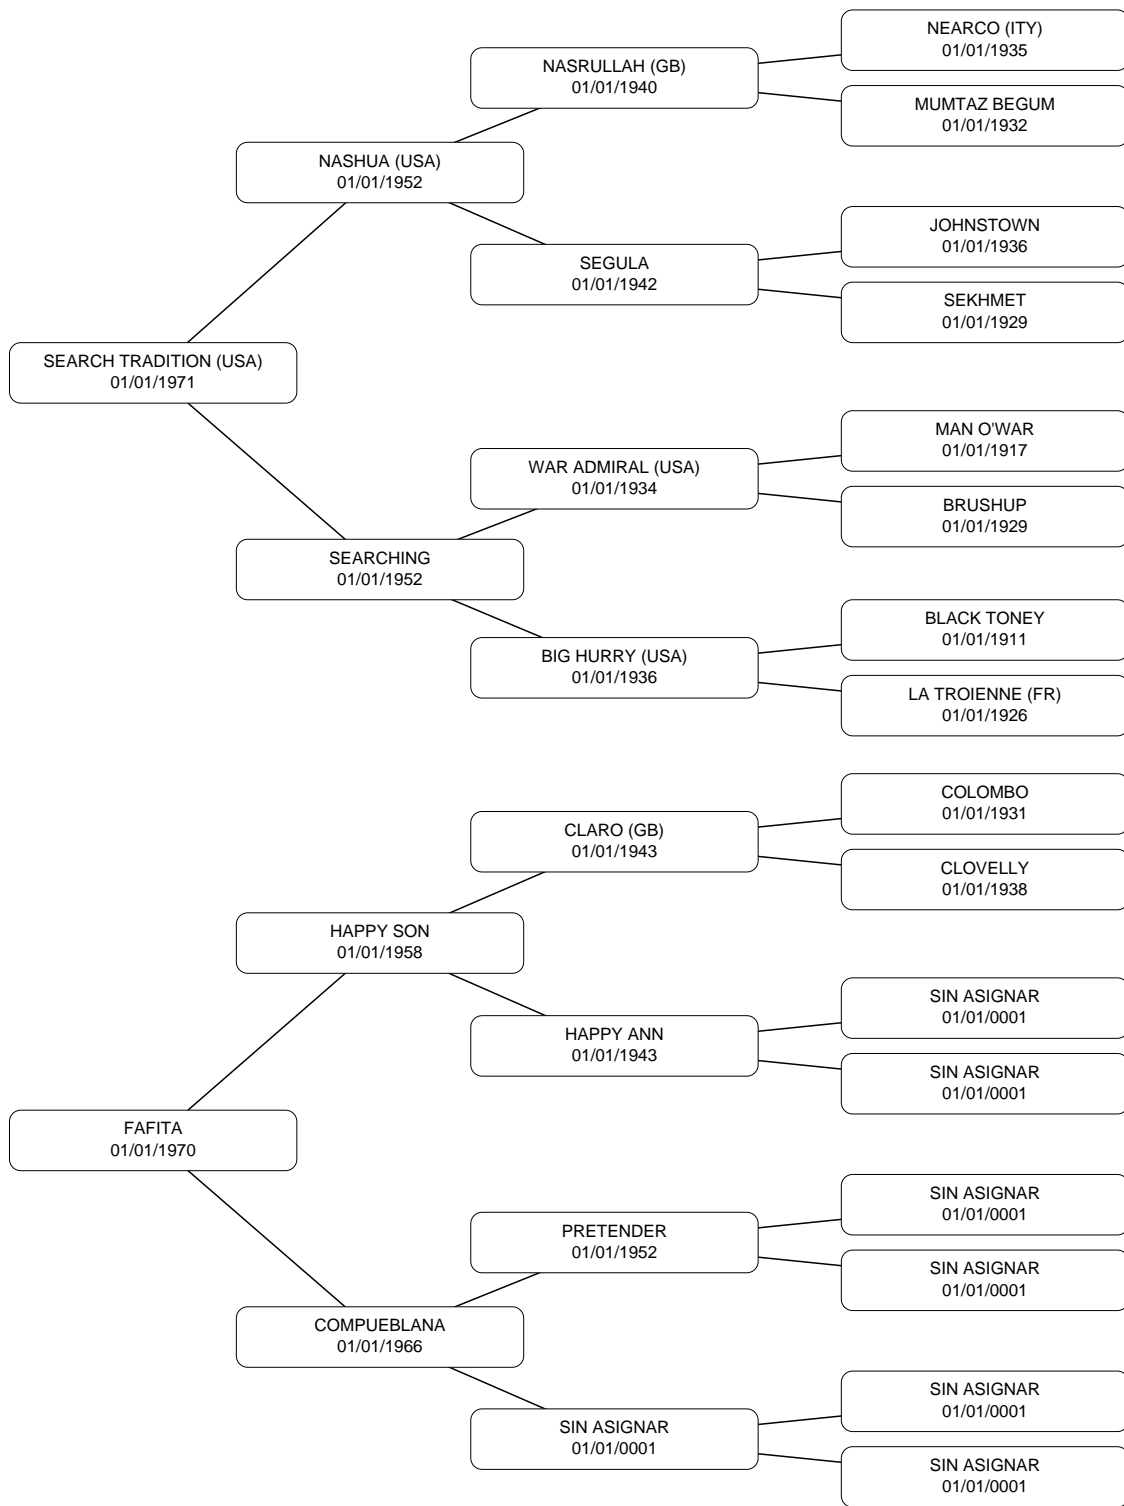 NEARCO (ITY)
01/01/1935
NASRULLAH (GB)
01/01/1940
MUMTAZ BEGUM
01/01/1932
NASHUA (USA)
01/01/1952
JOHNSTOWN
01/01/1936
SEGULA
01/01/1942
SEKHMET
01/01/1929
SEARCH TRADITION (USA)
01/01/1971
MAN O'WAR
01/01/1917
WAR ADMIRAL (USA)
01/01/1934
BRUSHUP
01/01/1929
SEARCHING
01/01/1952
BLACK TONEY
01/01/1911
BIG HURRY (USA)
01/01/1936
LA TROIENNE (FR)
01/01/1926
COLOMBO
01/01/1931
CLARO (GB)
01/01/1943
CLOVELLY
01/01/1938
HAPPY SON
01/01/1958
SIN ASIGNAR
01/01/0001
HAPPY ANN
01/01/1943
SIN ASIGNAR
01/01/0001
FAFITA
01/01/1970
SIN ASIGNAR
01/01/0001
PRETENDER
01/01/1952
SIN ASIGNAR
01/01/0001
COMPUEBLANA
01/01/1966
SIN ASIGNAR
01/01/0001
SIN ASIGNAR
01/01/0001
SIN ASIGNAR
01/01/0001